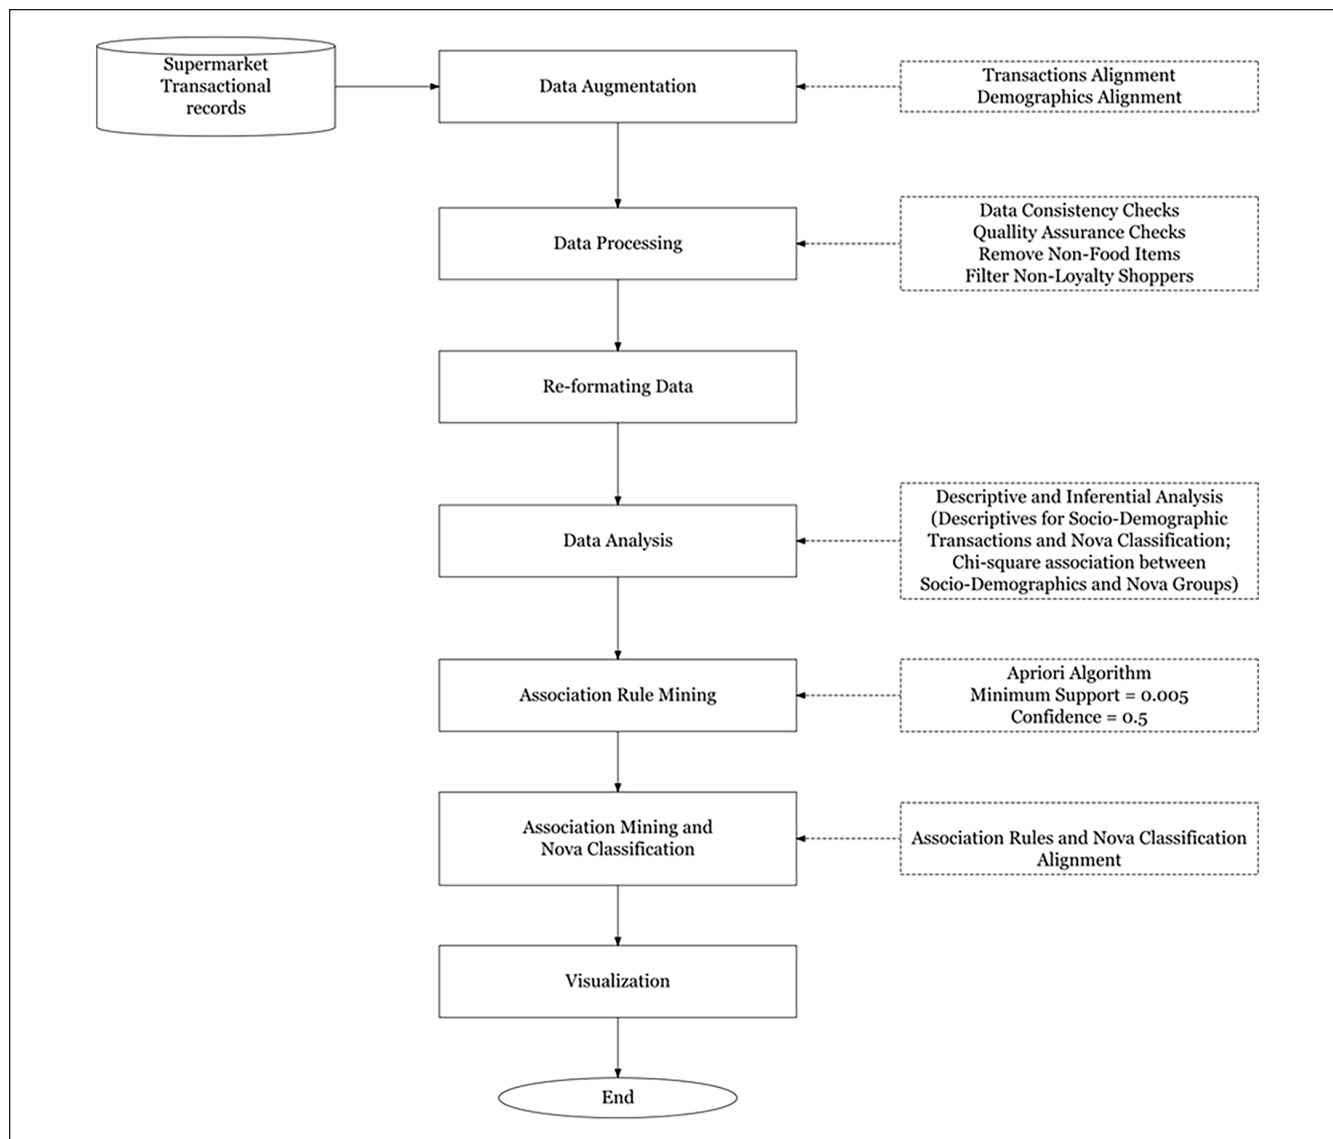 Supermarket
Transactional
records
Data Augmentation
Transactions Alignment
Demographics Alignment
Data Processing
Data Consistency Checks
Quallity Assurance Checks
Remove Non-Food Items
Filter Non-Loyalty Shoppers
Re-formating Data
Data Analysis
Descriptive and Inferential Analysis
(Descriptives for Socio-Demographic
Transactions and Nova Classification;
Chi-square association between
Socio-Demographics and Nova Groups)
Association Rule Mining
Apriori Algorithm
Minimum Support = 0.005
Confidence = 0.5
Association Mining and
Nova Classification
Association Rules and Nova Classification
Alignment
Visualization
End